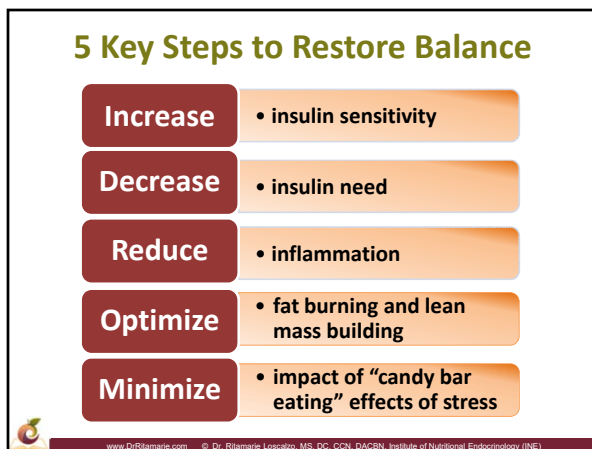 5 Key Steps to Restore Balance
Increase
• insulin sensitivity
Decrease
• insulin need
Reduce
• inflammation
Optimize
• fat burning and lean
mass building
Minimize
• impact of “candy bar
eating” effects of stress
www.DrRitamarie.com © Dr. Ritamarie Loscalzo, MS, DC, CCN, DACBN, Institute of Nutritional Endocrinology (INE)